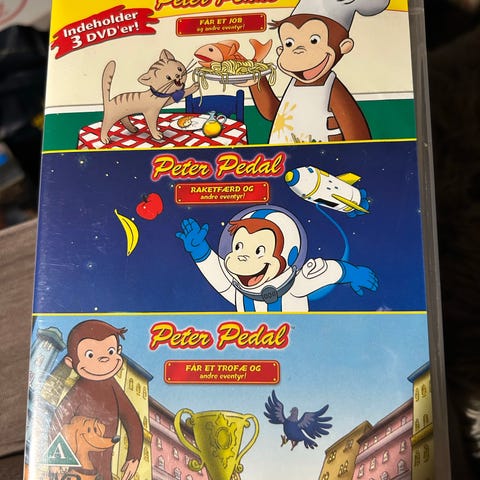 Peter Pedal
Indeholder
3 DVD'er!
FÅR ET JOB
og andre eventyr!
Peter Pedal
RAKETFÆRD OG
andre eventyr!
Peter Pedal
FÅR ET TROFÆ OG
andre eventyr!
A